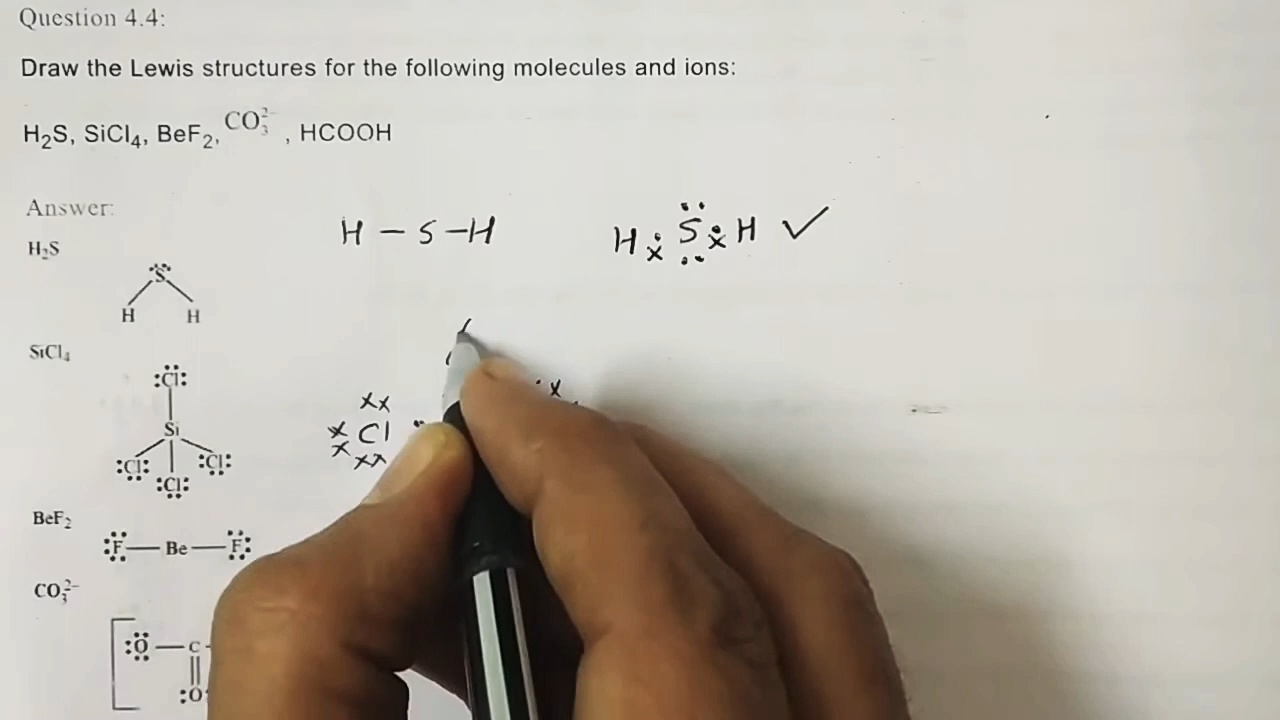 Question 4.4:
Draw the Lewis structures for the following molecules and ions:
H₂S, SiCl₄, BeF₂, CO₃²⁻ , HCOOH
Answer:
H₂S
H – S – H
H S H ✓
S
H H
SiCl₄
Cl
Si
Cl Cl
Cl
Cl
BeF₂
F — Be — F
CO₃²⁻
O — C
O